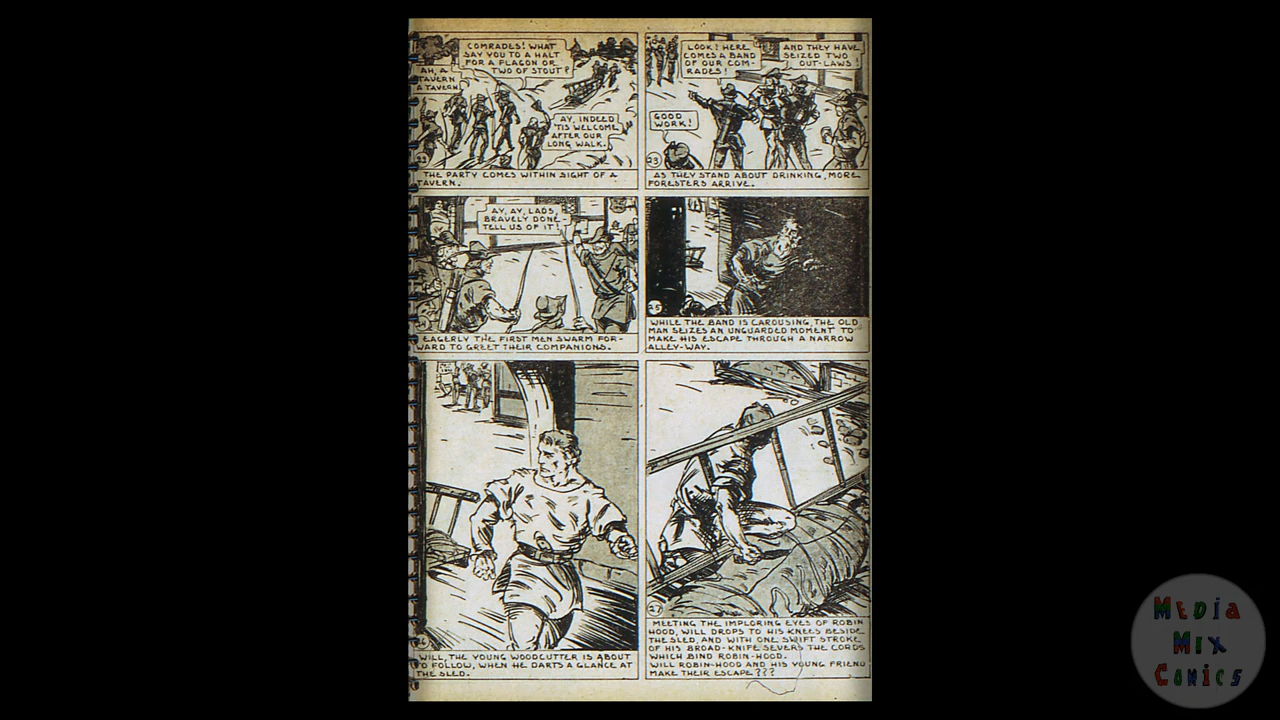 COMRADES! WHAT
SAY YOU TO A HALT
FOR A FLAGON OR
TWO OF STOUT?
AH, A
TAVERN
A TAVERN
AY, INDEED
'TIS WELCOME
AFTER OUR
LONG WALK.
THE PARTY COMES WITHIN SIGHT OF A
TAVERN.
LOOK! HERE
COMES A BAND
OF OUR COM-
RADES!
AND THEY HAVE
SEIZED TWO
OUT-LAWS!
GOOD
WORK!
23
AS THEY STAND ABOUT DRINKING, MORE
FORESTERS ARRIVE.
AY, AY, LADS,
BRAVELY DONE-
TELL US OF IT!
EAGERLY THE FIRST MEN SWARM FOR-
WARD TO GREET THEIR COMPANIONS.
25
WHILE THE BAND IS CAROUSING, THE OLD
MAN SEIZES AN UNGUARDED MOMENT TO
MAKE HIS ESCAPE THROUGH A NARROW
ALLEY-WAY.
26
WILL, THE YOUNG WOODCUTTER IS ABOUT
TO FOLLOW, WHEN HE DARTS A GLANCE AT
THE SLED.
27
MEETING THE IMPLORING EYES OF ROBIN
HOOD, WILL DROPS TO HIS KNEES BESIDE
THE SLED, AND WITH ONE SWIFT STROKE
OF HIS BROAD-KNIFE SEVERS THE CORDS
WHICH BIND ROBIN-HOOD.
WILL ROBIN-HOOD AND HIS YOUNG FRIEND
MAKE THEIR ESCAPE???
MEDIA
MIX
COMICS